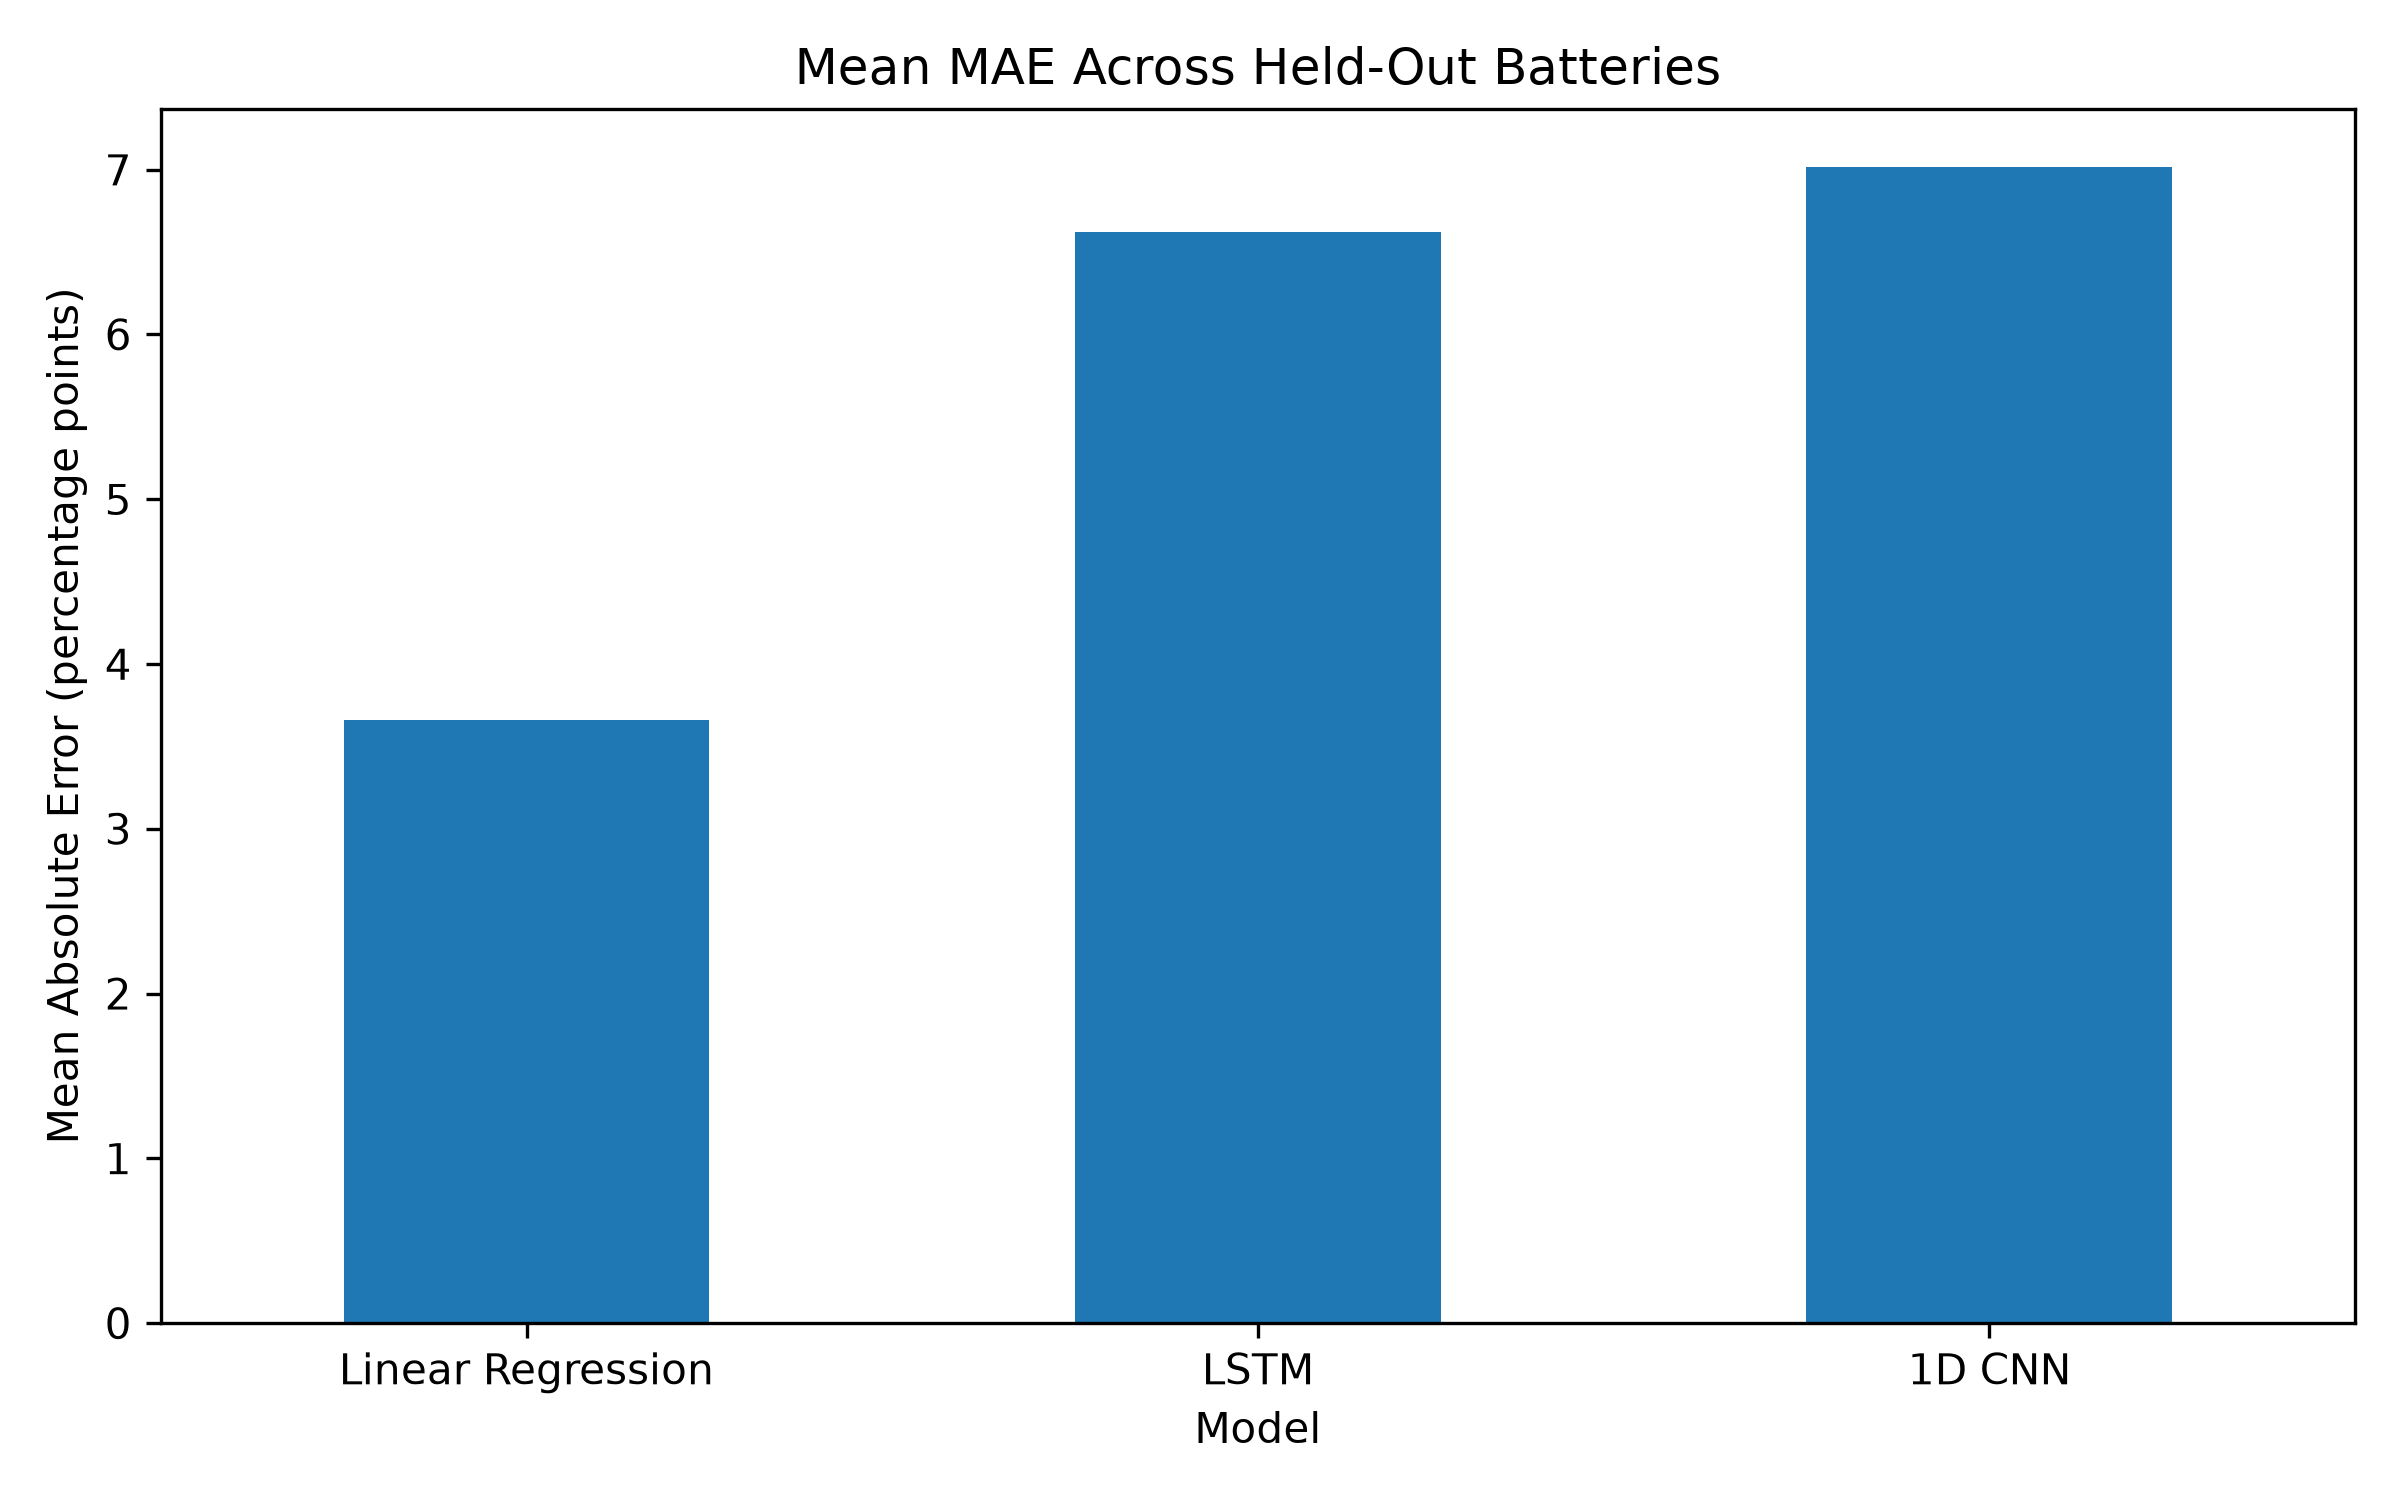 Mean MAE Across Held-Out Batteries
Mean Absolute Error (percentage points)
7
6
5
4
3
2
1
0
Linear Regression
LSTM
1D CNN
Model